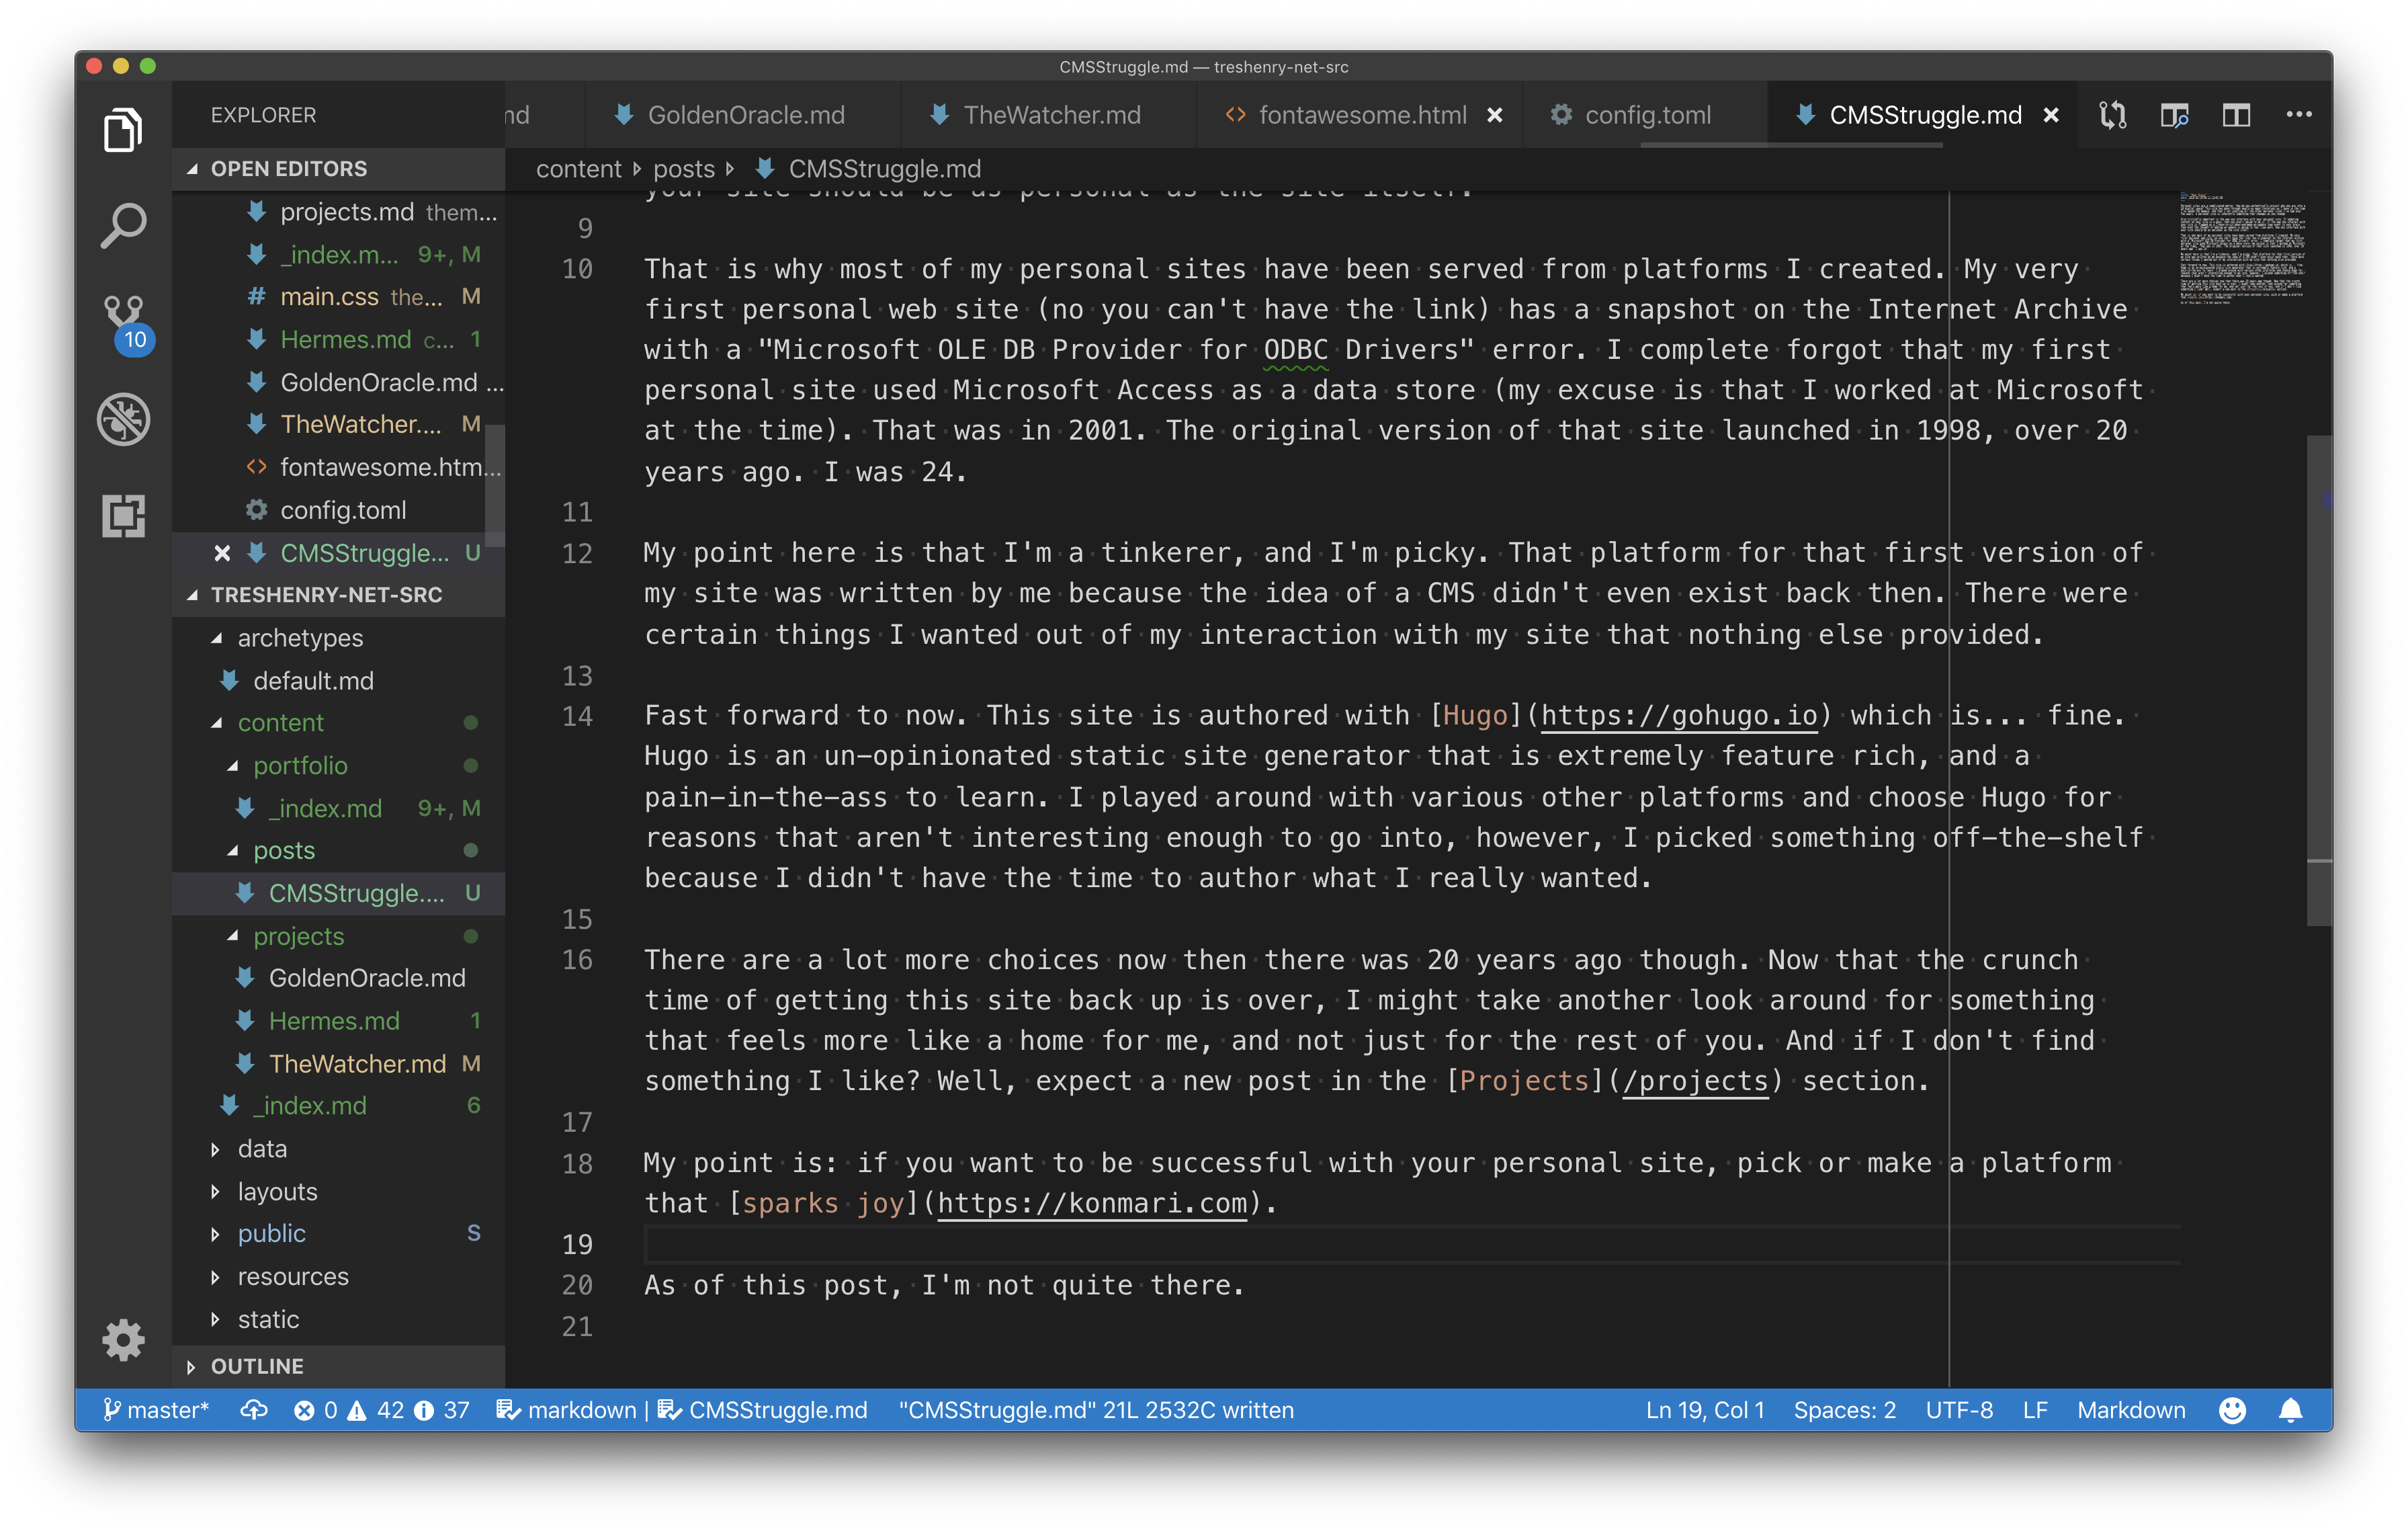 CMSStruggle.md — treshenry-net-src
EXPLORER
OPEN EDITORS
projects.md them...
_index.m... 9+, M
# main.css the... M
Hermes.md c... 1
GoldenOracle.md ...
TheWatcher.... M
fontawesome.htm...
config.toml
CMSStruggle... U
TRESHENRY-NET-SRC
archetypes
default.md
content
portfolio
_index.md 9+, M
posts
CMSStruggle.... U
projects
GoldenOracle.md
Hermes.md 1
TheWatcher.md M
_index.md 6
data
layouts
public S
resources
static
OUTLINE
10
GoldenOracle.md TheWatcher.md <> fontawesome.html config.toml CMSStruggle.md
content posts CMSStruggle.md
your site should be as personal as the site itself.
9
10 That is why most of my personal sites have been served from platforms I created. My very
first personal web site (no you can't have the link) has a snapshot on the Internet Archive
with a "Microsoft OLE DB Provider for ODBC Drivers" error. I complete forgot that my first
personal site used Microsoft Access as a data store (my excuse is that I worked at Microsoft
at the time). That was in 2001. The original version of that site launched in 1998, over 20
years ago. I was 24.
11
12 My point here is that I'm a tinkerer, and I'm picky. That platform for that first version of
my site was written by me because the idea of a CMS didn't even exist back then. There were
certain things I wanted out of my interaction with my site that nothing else provided.
13
14 Fast forward to now. This site is authored with [Hugo](https://gohugo.io) which is... fine.
Hugo is an un-opinionated static site generator that is extremely feature rich, and a
pain-in-the-ass to learn. I played around with various other platforms and choose Hugo for
reasons that aren't interesting enough to go into, however, I picked something off-the-shelf
because I didn't have the time to author what I really wanted.
15
16 There are a lot more choices now then there was 20 years ago though. Now that the crunch
time of getting this site back up is over, I might take another look around for something
that feels more like a home for me, and not just for the rest of you. And if I don't find
something I like? Well, expect a new post in the [Projects](/projects) section.
17
18 My point is: if you want to be successful with your personal site, pick or make a platform
that [sparks joy](https://konmari.com).
19
20 As of this post, I'm not quite there.
21
master* 0 42 37 markdown | CMSStruggle.md "CMSStruggle.md" 21L 2532C written Ln 19, Col 1 Spaces: 2 UTF-8 LF Markdown